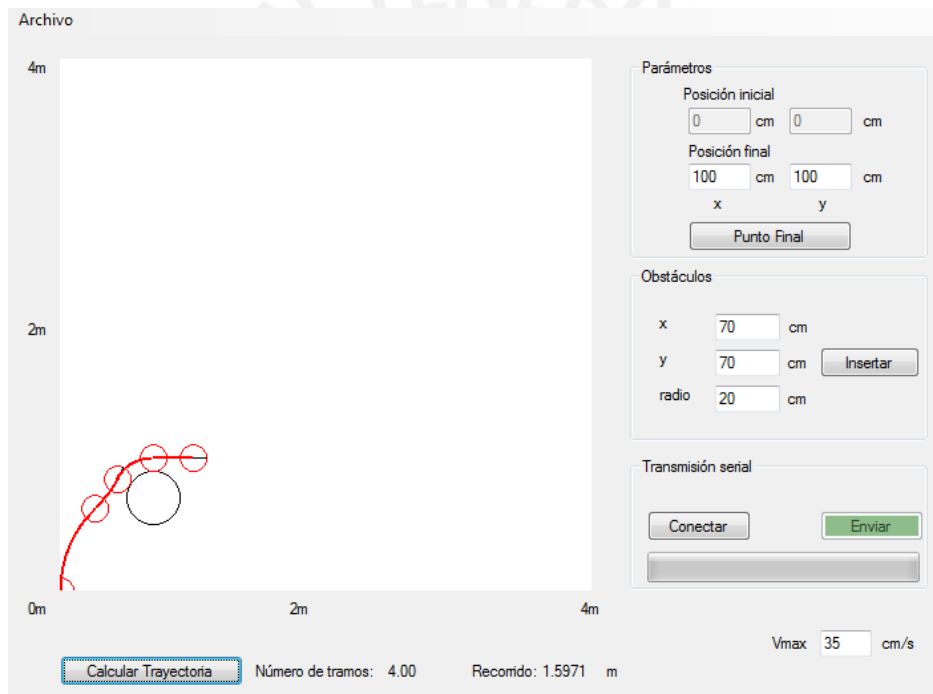 Archivo
4m
2m
0m 2m 4m
Parámetros
Posición inicial
0 cm 0 cm
Posición final
100 cm 100 cm
x y
Punto Final
Obstáculos
x 70 cm
y 70 cm Insertar
radio 20 cm
Transmisión serial
Conectar Enviar
Vmax 35 cm/s
Calcular Trayectoria Número de tramos: 4.00 Recorrido: 1.5971 m